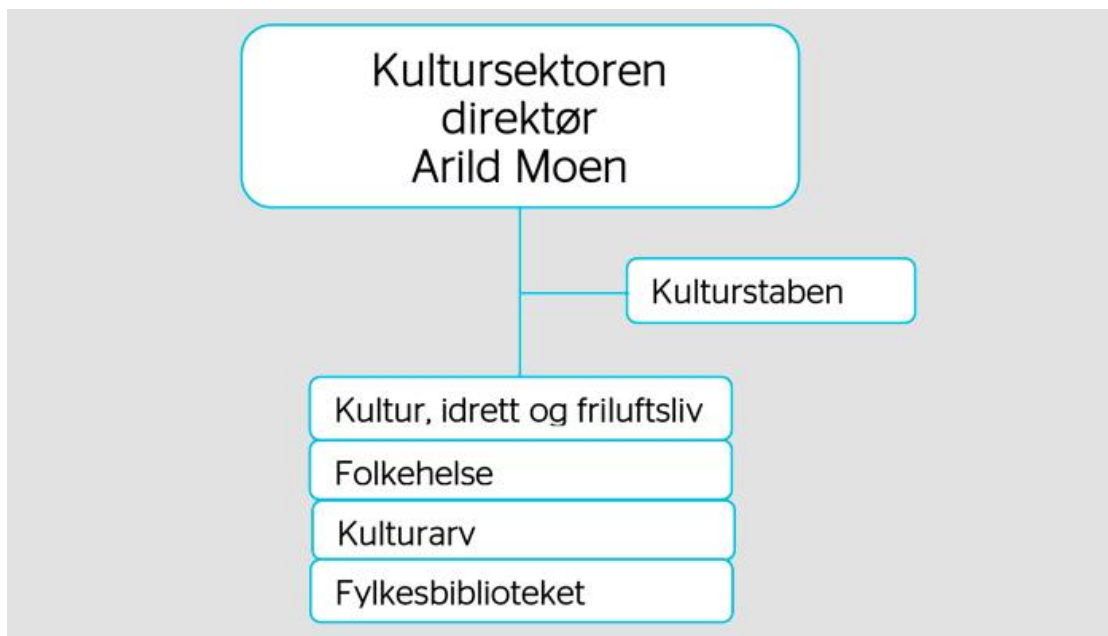 Kultursektoren
direktør
Arild Moen
Kulturstaben
Kultur, idrett og friluftsliv
Folkehelse
Kulturarv
Fylkesbiblioteket